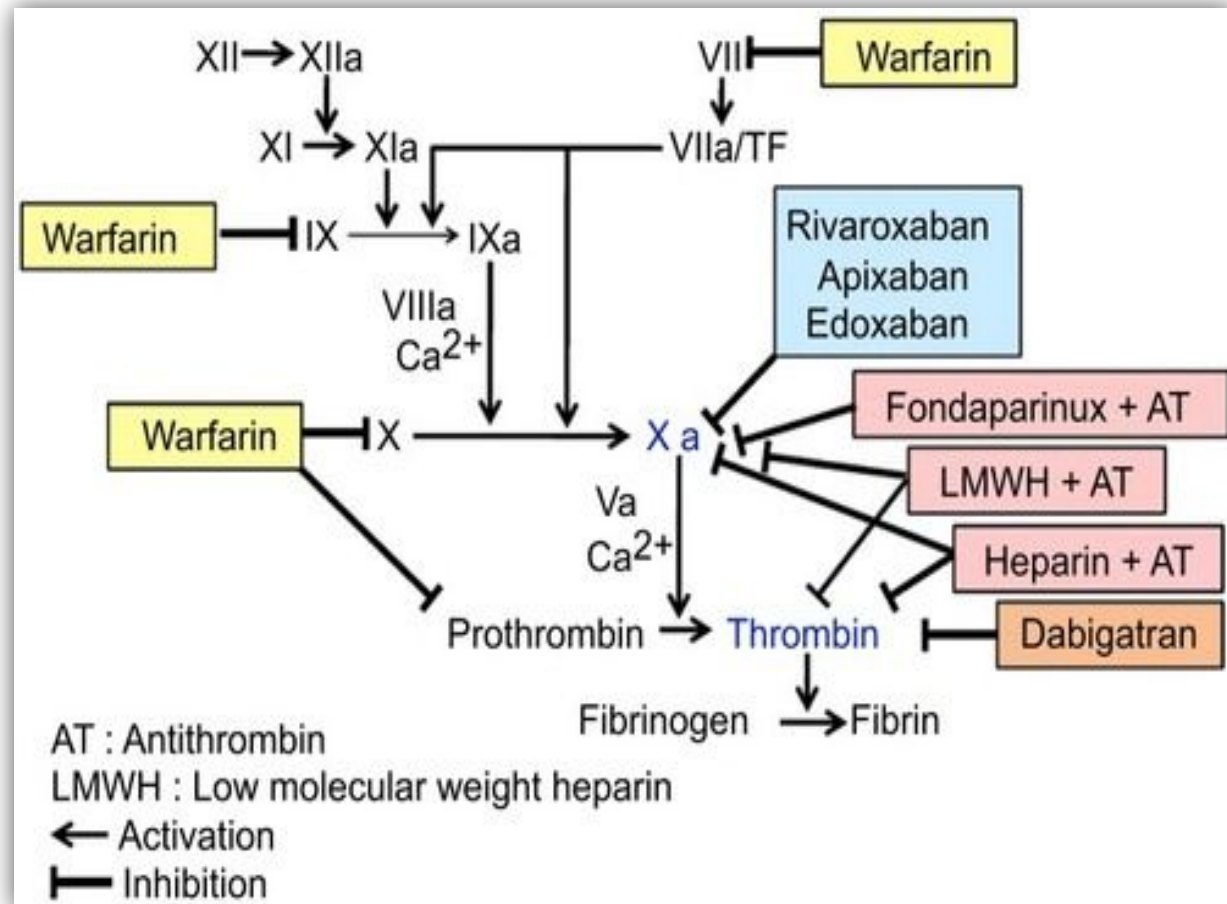 XII XIIa
VII
Warfarin
XI XIa
VIIa/TF
Warfarin
IX IXa
Rivaroxaban
Apixaban
Edoxaban
VIIIa
Ca2+
Fondaparinux + AT
Warfarin
X X a
LMWH + AT
Va
Ca2+
Heparin + AT
Prothrombin Thrombin
Dabigatran
Fibrinogen Fibrin
AT : Antithrombin
LMWH : Low molecular weight heparin
Activation
Inhibition